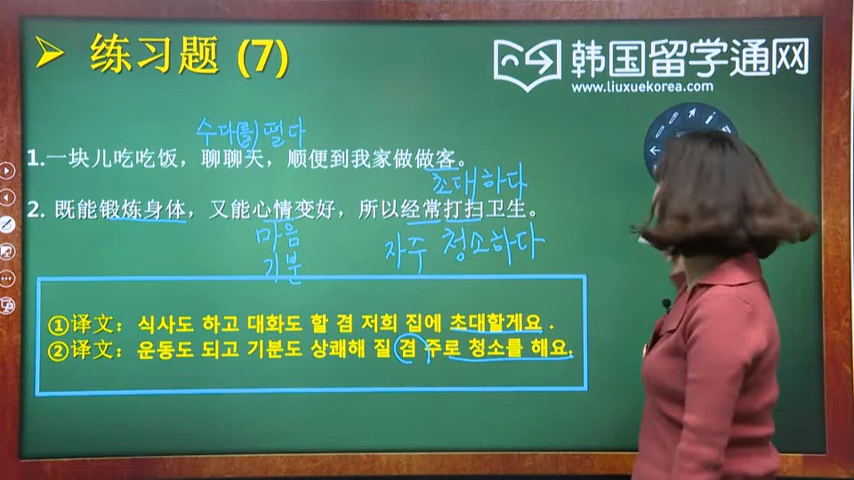 练习题 (7)
韩国留学通网
www.liuxuekorea.com
수다(를) 떨다
1.一块儿吃吃饭，聊聊天，顺便到我家做做客。
초대하다
2. 既能锻炼身体，又能心情变好，所以经常打扫卫生。
마음
기분
자주 청소하다
①译文：식사도 하고 대화도 할 겸 저희 집에 초대할게요 .
②译文：운동도 되고 기분도 상쾌해 질 겸 주로 청소를 해요.